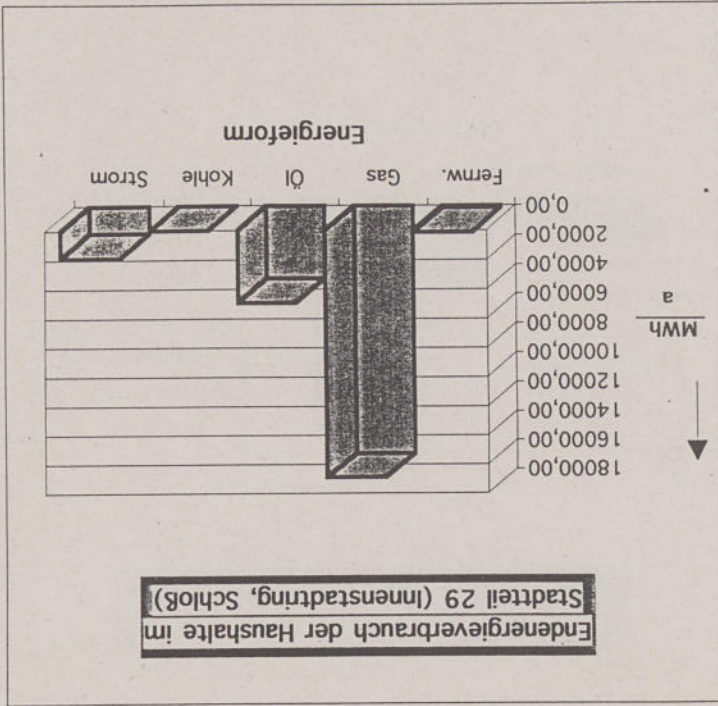 Endenergieverbrauch der Haushalte im
Stadtteil 29 (Innenstadtring, Schloß)
MWh
a
18000,00
16000,00
14000,00
12000,00
10000,00
8000,00
6000,00
4000,00
2000,00
0,00
Fernw. Gas Öl Kohle Strom
Energieform